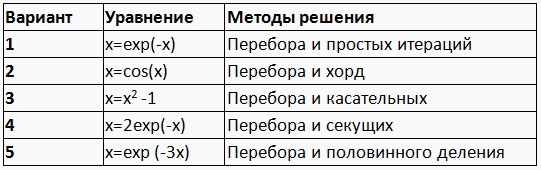 Вариант Уравнение Методы решения
1 x=exp(-x) Перебора и простых итераций
2 x=cos(x) Перебора и хорд
3 x=x² -1 Перебора и касательных
4 x=2exp(-x) Перебора и секущих
5 x=exp (-3x) Перебора и половинного деления